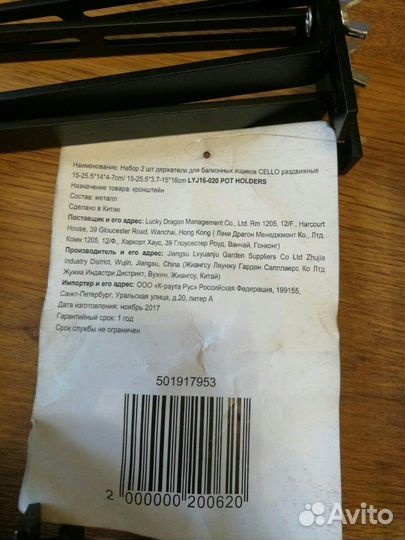 Наименование: Набор 2 шт держатели для балконных ящиков CELLO раздвижные
15-25.5*14*4-7cm/ 15-25.5*3.7-15*16cm LYJ16-020 POT HOLDERS
Назначение товара: кронштейн
Состав: металл
Сделано в Китае
Поставщик и его адрес: Lucky Dragon Management Co., Ltd. Rm 1205, 12/F., Harcourt
House, 39 Gloucester Road, Wanchai, Hong Kong ( Лаки Драгон Менеджмонт Ко., Лтд.
Комн 1205, 12/Ф., Харкорт Хаус, 39 Глоусестер Роуд, Ванчай, Гонконг)
Производитель и его адрес: Jiangsu Lvyuanju Garden Suppliers Co Ltd Zhujia
Industry District, Wujin, Jiangsu, China (Жиангсу Лвунжу Гарден Сапплаерс Ко Лтд
Жужиа Индастри Дистрикт, Вужин, Жиангсу, Китай)
Импортер и его адрес: ООО «К-раута Рус» Российская Федерация, 199155,
Санкт-Петербург, Уральская улица, д.20, литер А
Дата изготовления: ноябрь 2017
Гарантийный срок: 1 год
Срок службы не ограничен
501917953
2 000000 200620
Avito